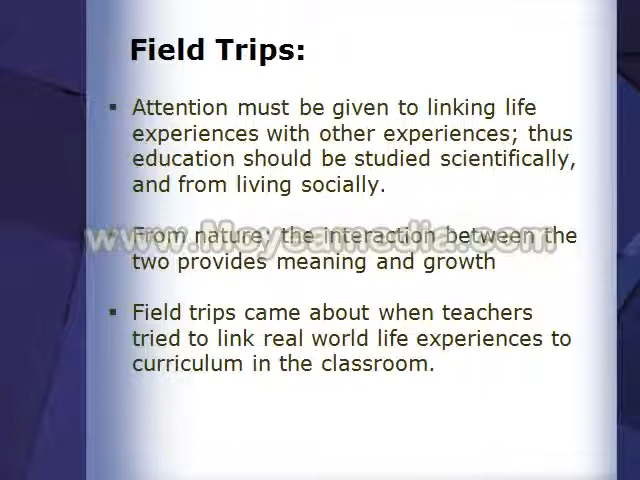 Field Trips:
▪ Attention must be given to linking life
experiences with other experiences; thus
education should be studied scientifically,
and from living socially.
▪ From nature; the interaction between the
two provides meaning and growth
▪ Field trips came about when teachers
tried to link real world life experiences to
curriculum in the classroom.